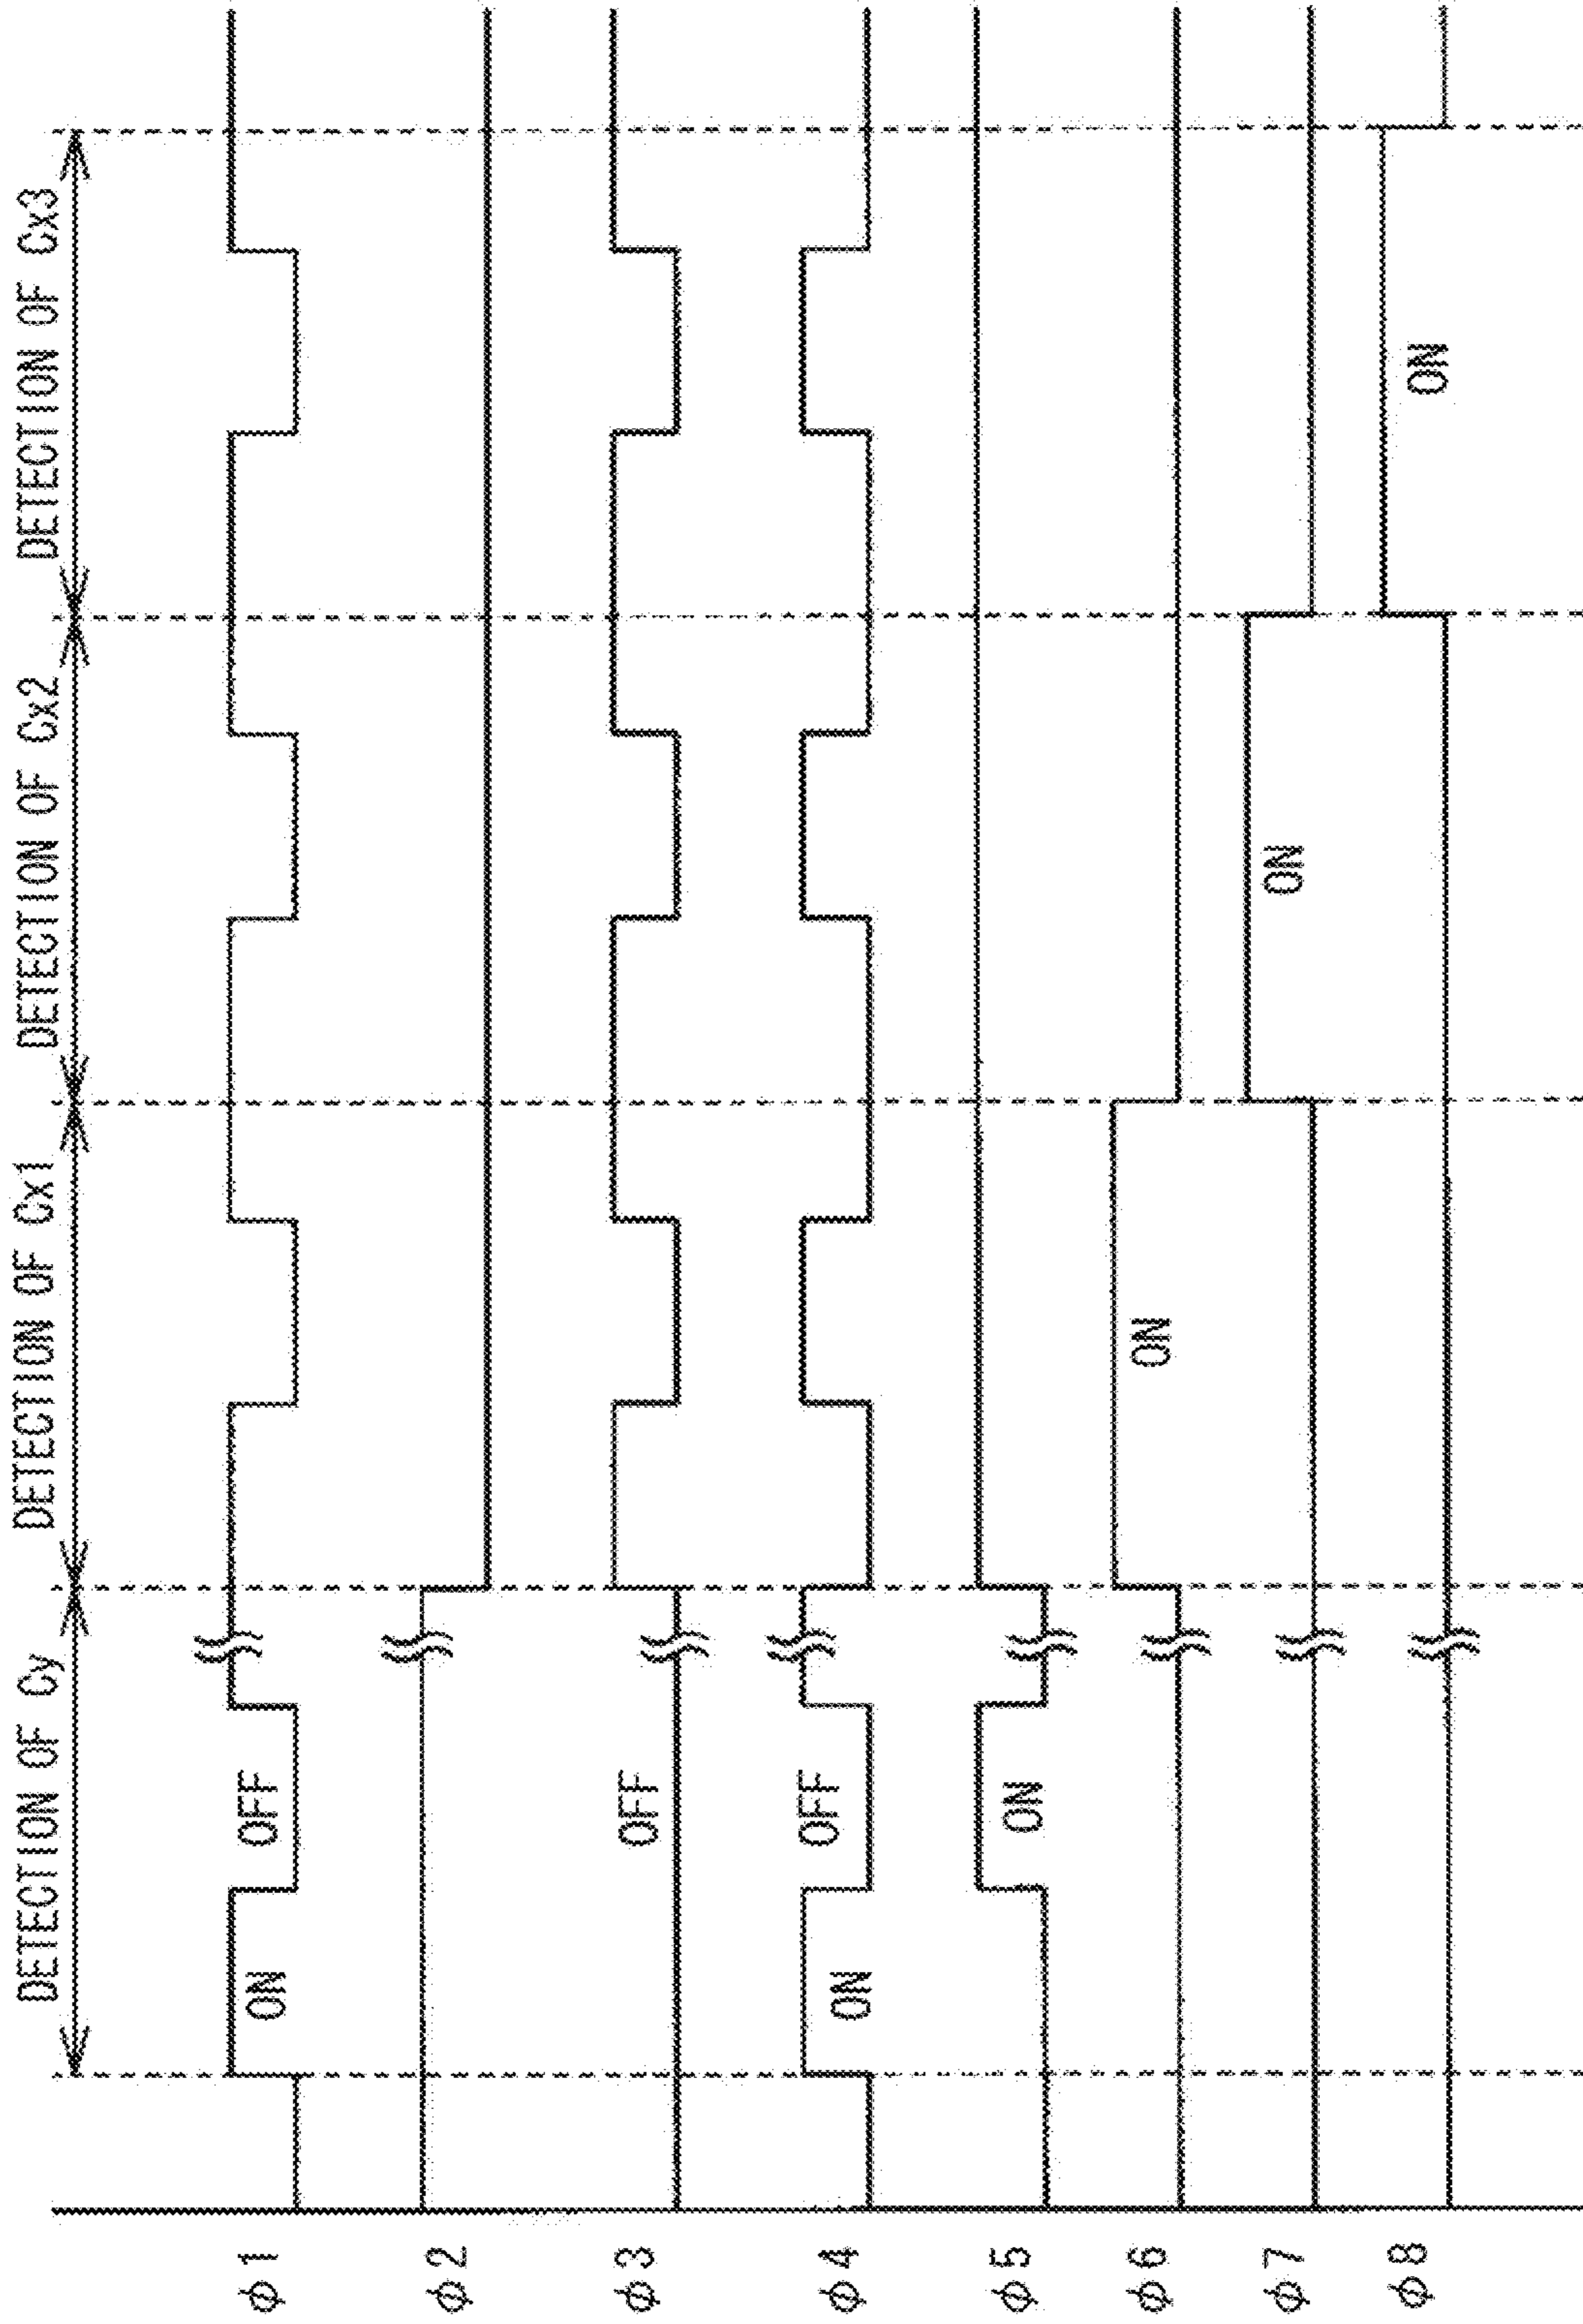 DETECTION OF Cy
DETECTION OF Cx1
DETECTION OF Cx2
DETECTION OF Cx3
φ1
ON
OFF
φ2
φ3
OFF
φ4
ON
OFF
φ5
ON
φ6
ON
φ7
ON
φ8
ON